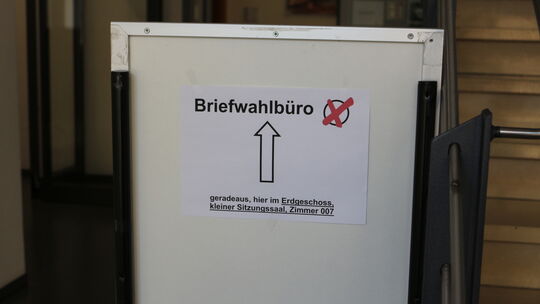 Briefwahlbüro
geradeaus, hier im Erdgeschoss,
kleiner Sitzungssaal, Zimmer 007